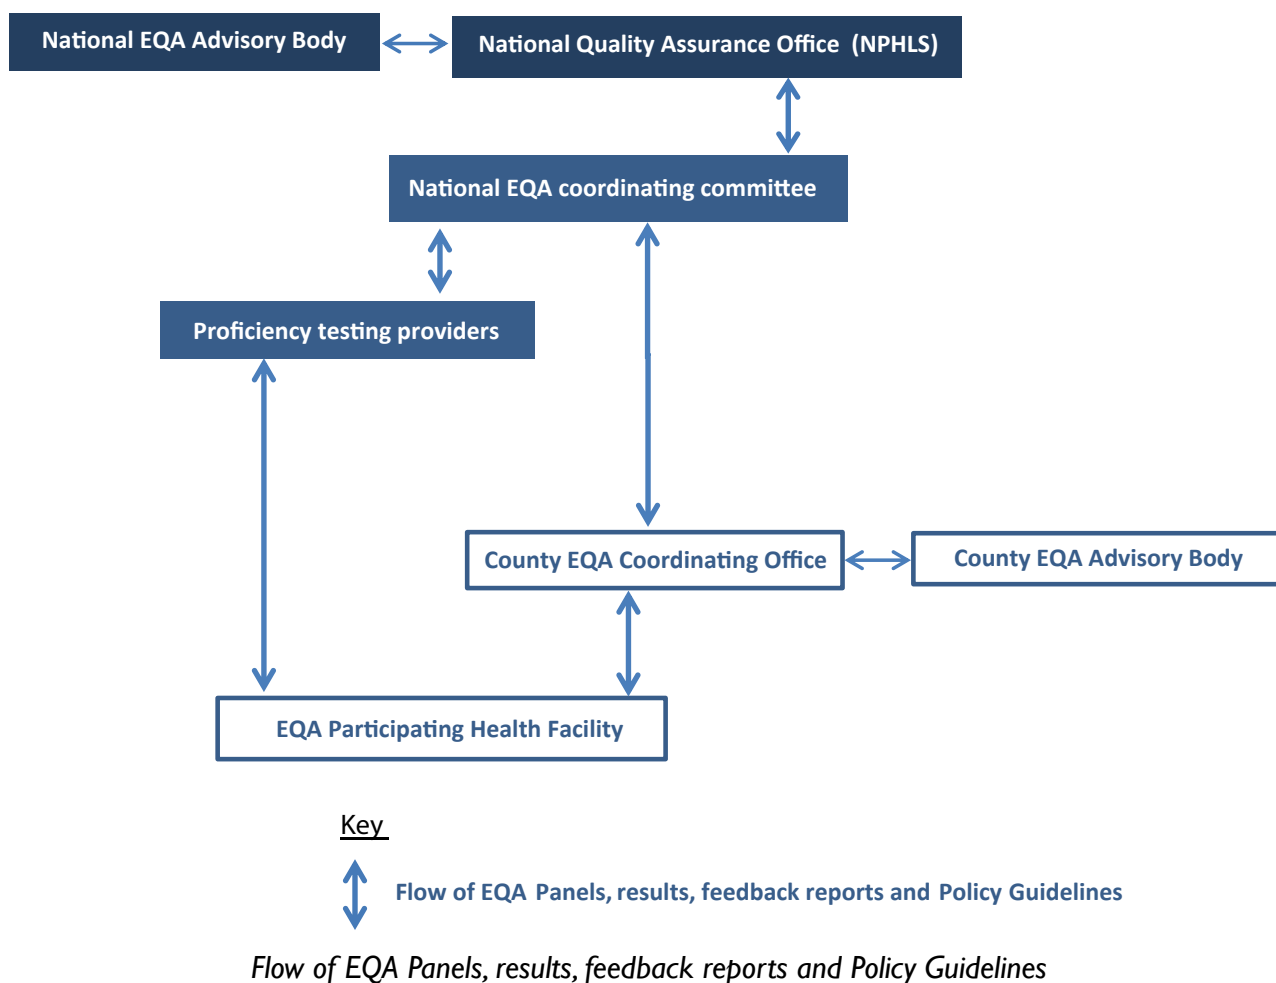 National EQA Advisory Body
National Quality Assurance Office (NPHLS)
National EQA coordinating committee
Proficiency testing providers
County EQA Coordinating Office
County EQA Advisory Body
EQA Participating Health Facility
Key
Flow of EQA Panels, results, feedback reports and Policy Guidelines
Flow of EQA Panels, results, feedback reports and Policy Guidelines